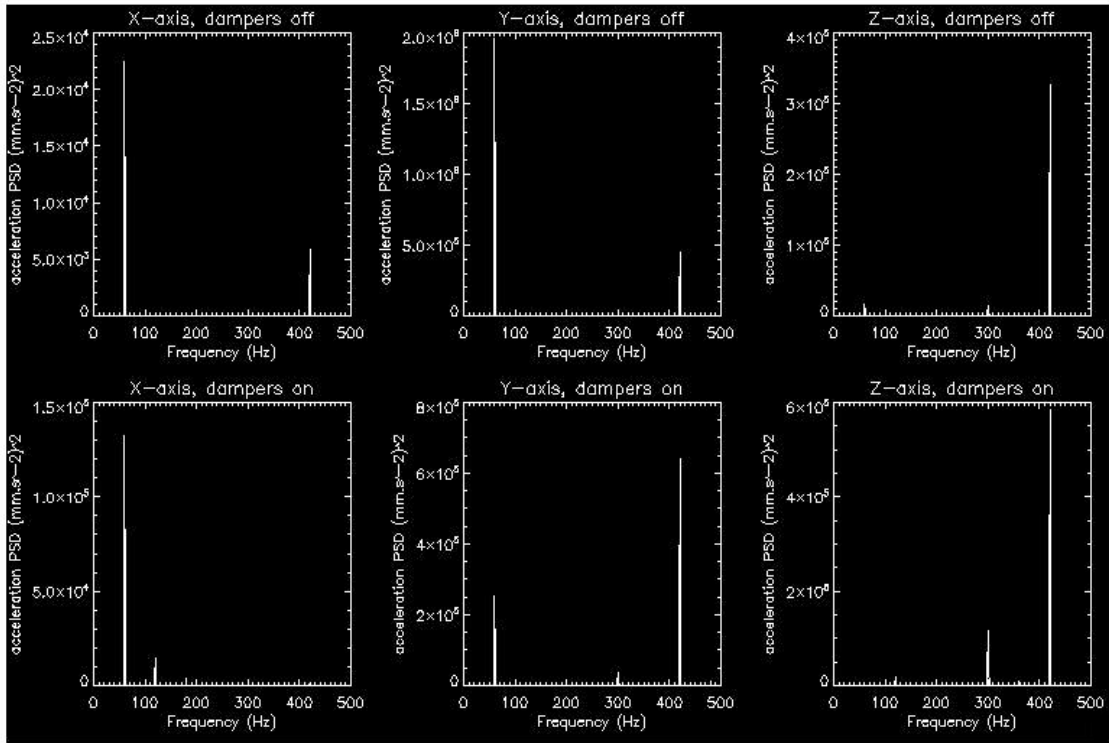 X-axis, dampers off
2.5×10⁴
2.0×10⁴
1.5×10⁴
1.0×10⁴
5.0×10³
0
acceleration PSD (mm.s^-2)^2
0 100 200 300 400 500
Frequency (Hz)
Y-axis, dampers off
2.0×10⁶
1.5×10⁶
1.0×10⁶
5.0×10⁵
0
acceleration PSD (mm.s^-2)^2
0 100 200 300 400 500
Frequency (Hz)
Z-axis, dampers off
4×10⁵
3×10⁵
2×10⁵
1×10⁵
0
acceleration PSD (mm.s^-2)^2
0 100 200 300 400 500
Frequency (Hz)
X-axis, dampers on
1.5×10⁵
1.0×10⁵
5.0×10⁴
0
acceleration PSD (mm.s^-2)^2
0 100 200 300 400 500
Frequency (Hz)
Y-axis, dampers on
8×10⁵
6×10⁵
4×10⁵
2×10⁵
0
acceleration PSD (mm.s^-2)^2
0 100 200 300 400 500
Frequency (Hz)
Z-axis, dampers on
6×10⁵
4×10⁵
2×10⁵
0
acceleration PSD (mm.s^-2)^2
0 100 200 300 400 500
Frequency (Hz)